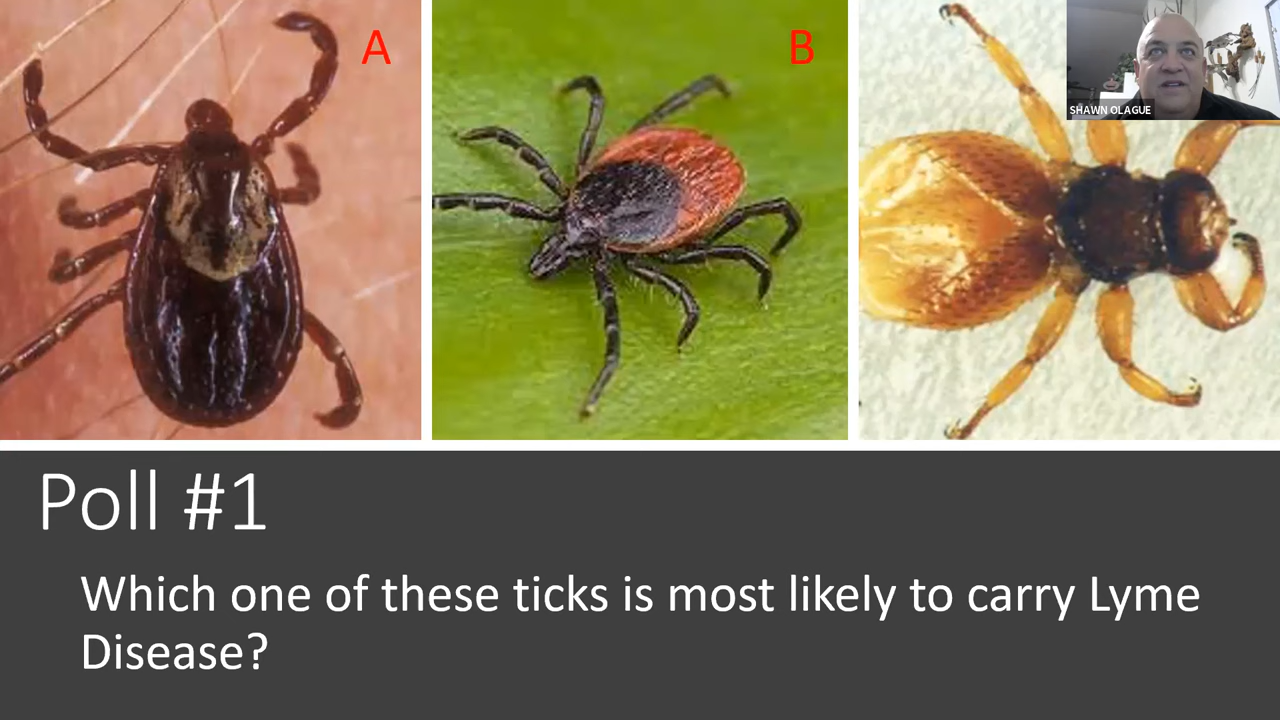 A
B
SHAWN OLAGUE
Poll #1
Which one of these ticks is most likely to carry Lyme
Disease?